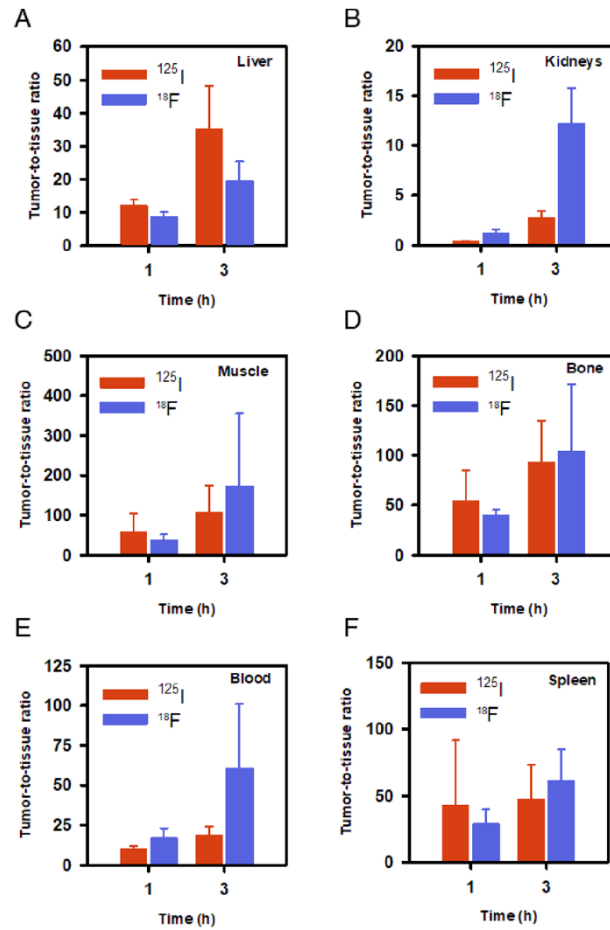 A
Tumor-to-tissue ratio
60
50
40
30
20
10
0
Liver
125I
18F
1 3
Time (h)
B
Tumor-to-tissue ratio
20
15
10
5
0
Kidneys
125I
18F
1 3
Time (h)
C
Tumor-to-tissue ratio
500
400
300
200
100
0
Muscle
125I
18F
1 3
Time (h)
D
Tumor-to-tissue ratio
200
150
100
50
0
Bone
125I
18F
1 3
Time (h)
E
Tumor-to-tissue ratio
125
100
75
50
25
0
Blood
125I
18F
1 3
Time (h)
F
Tumor-to-tissue ratio
150
100
50
0
Spleen
125I
18F
1 3
Time (h)